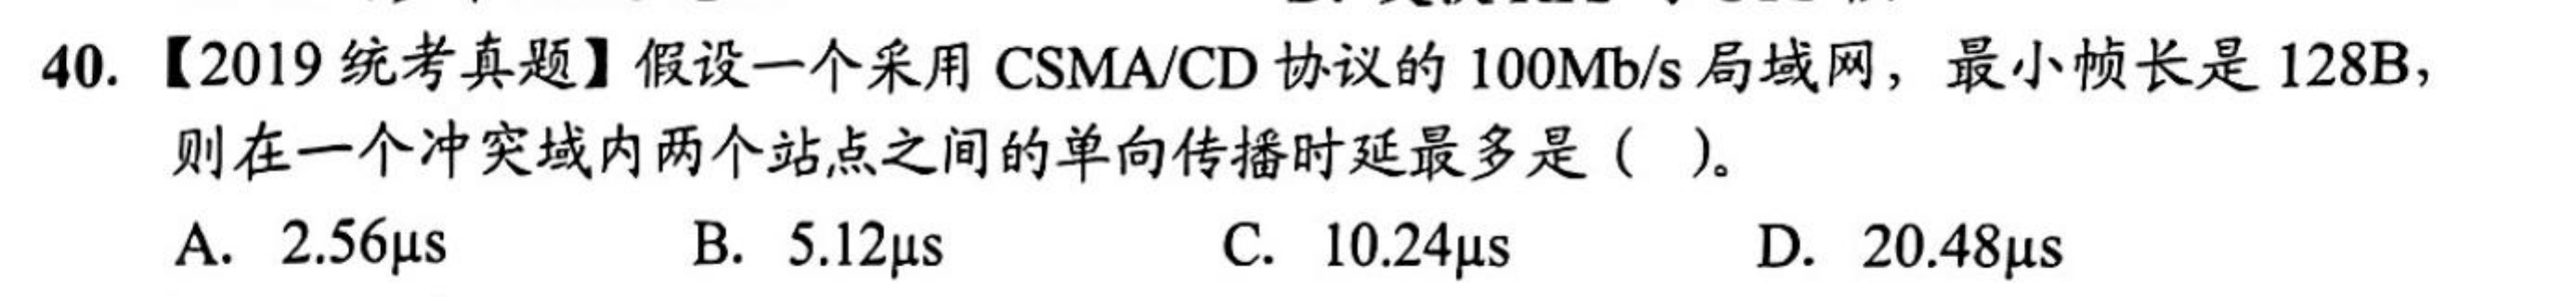 40. 【2019 统考真题】假设一个采用 CSMA/CD 协议的 100Mb/s 局域网，最小帧长是 128B，
则在一个冲突域内两个站点之间的单向传播时延最多是（ ）。
A. 2.56μs B. 5.12μs C. 10.24μs D. 20.48μs